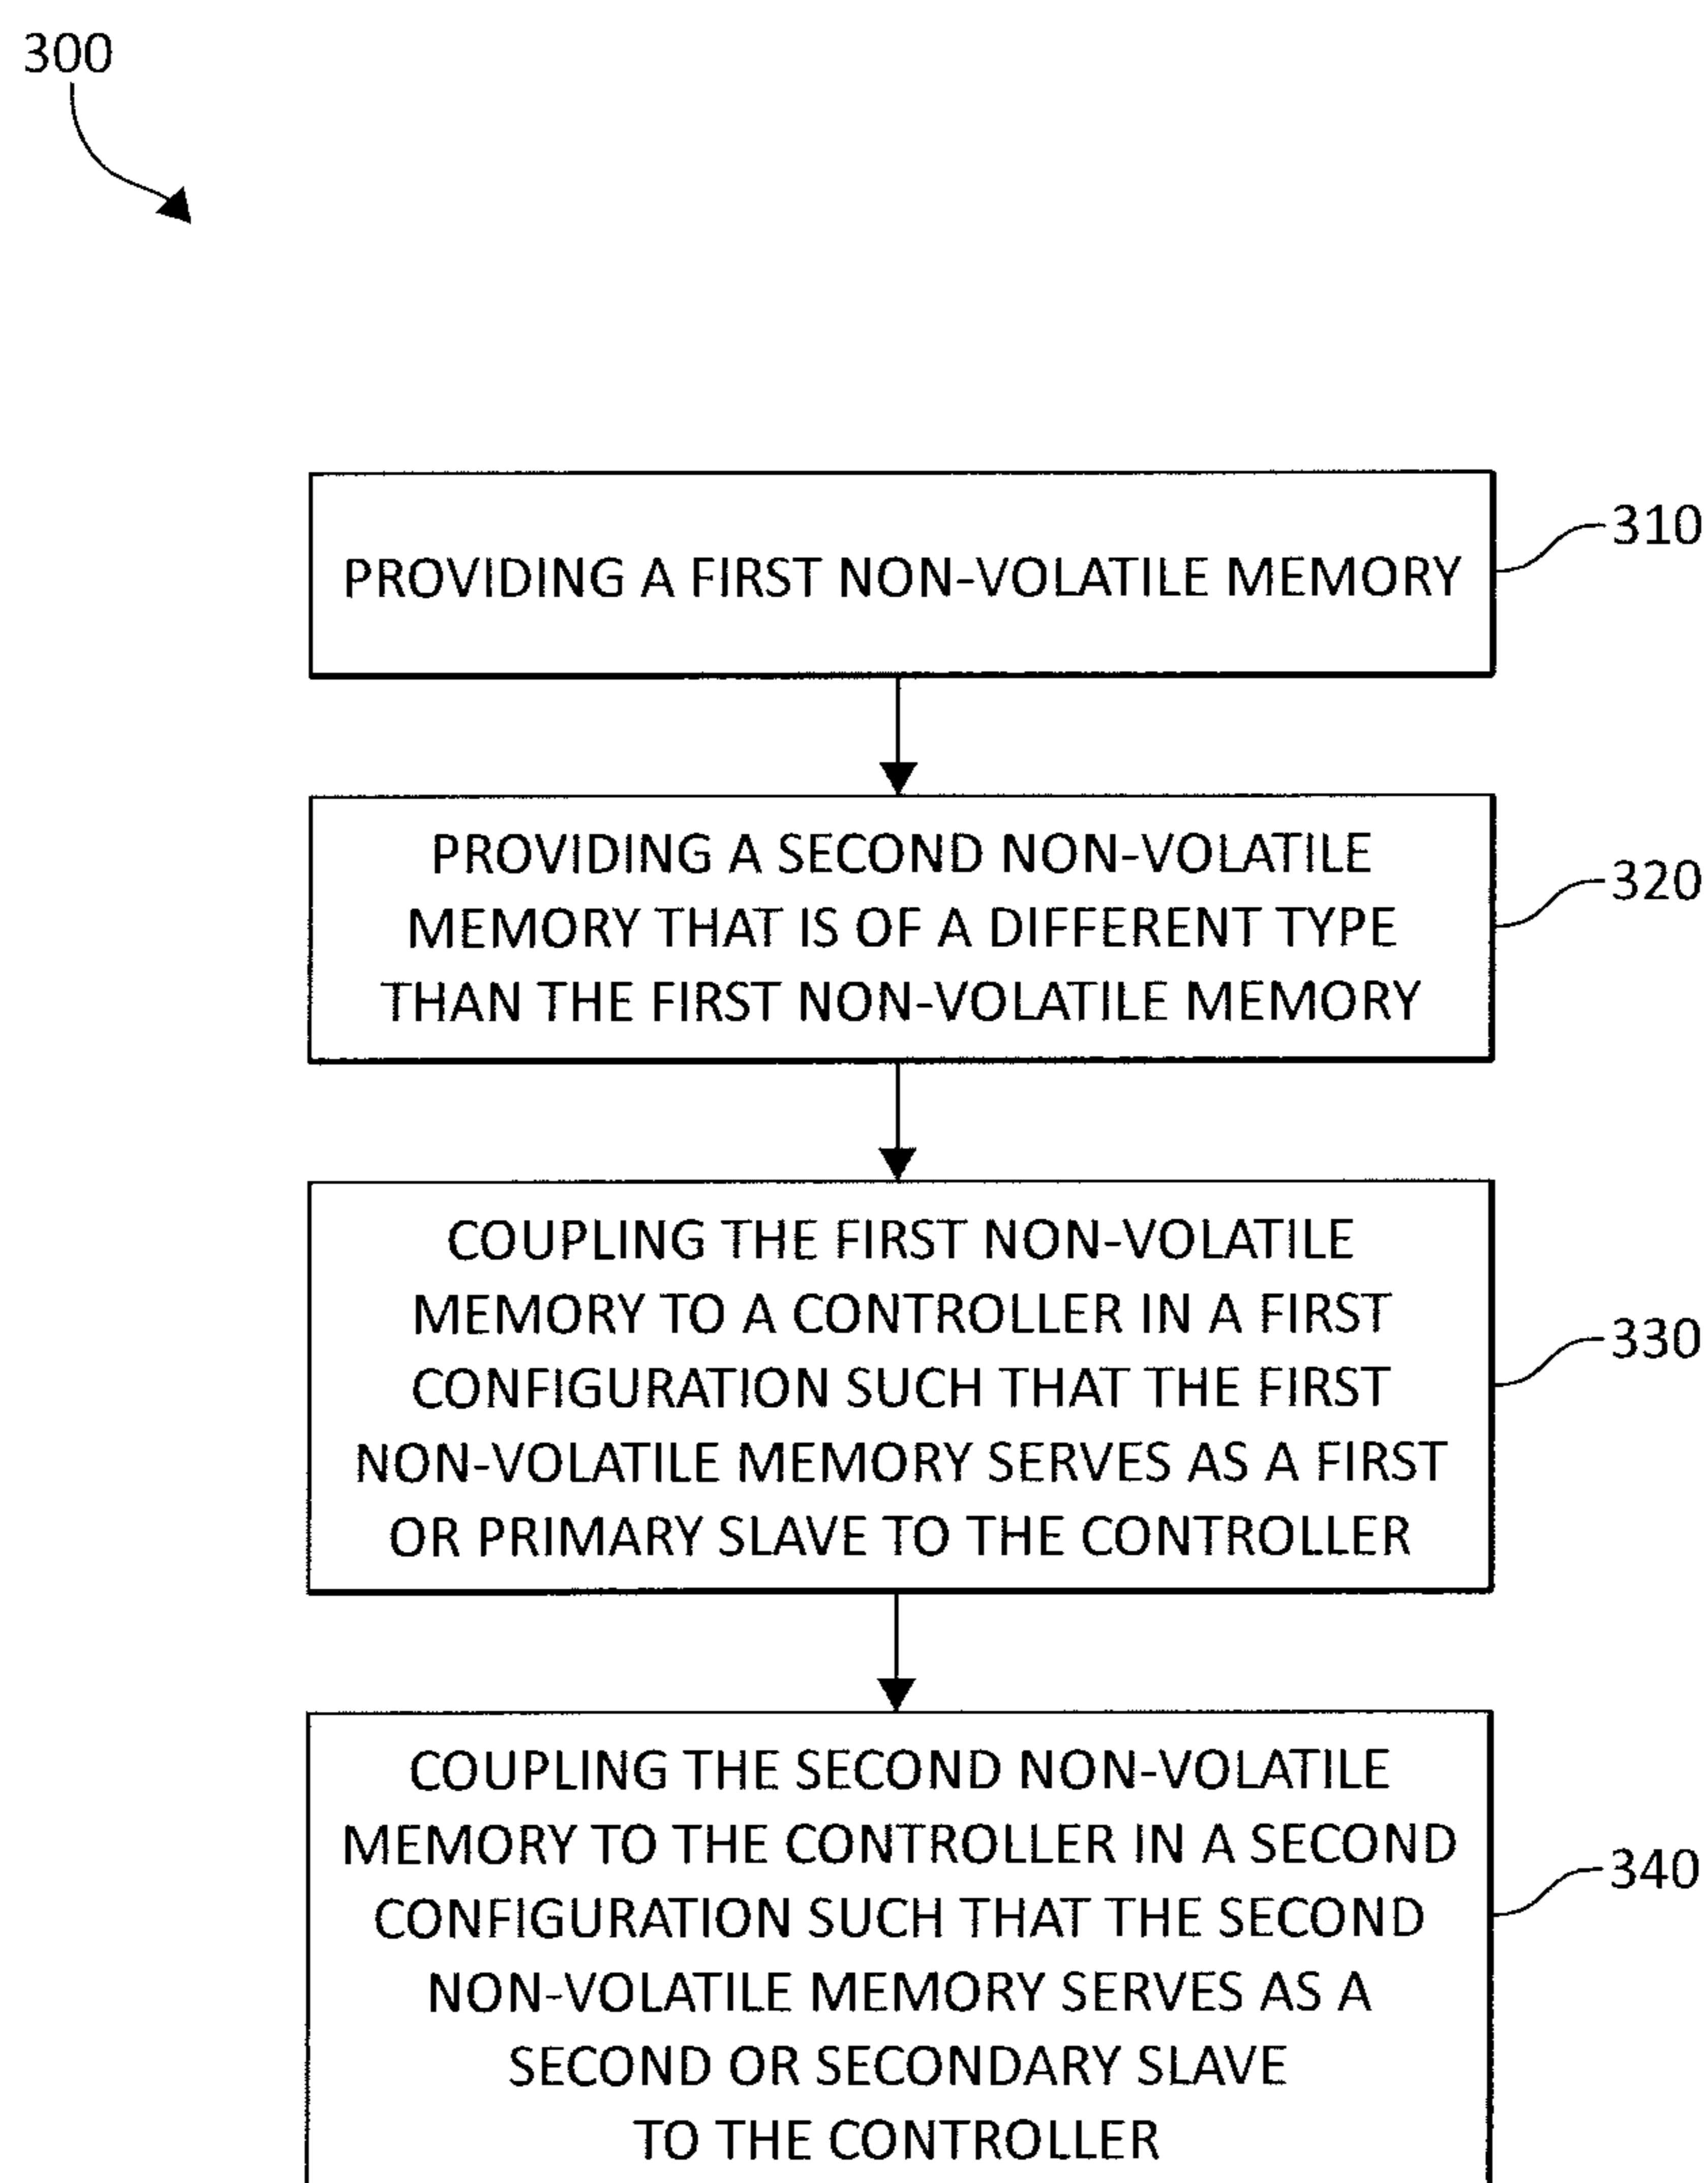 300
PROVIDING A FIRST NON-VOLATILE MEMORY
310
PROVIDING A SECOND NON-VOLATILE
MEMORY THAT IS OF A DIFFERENT TYPE
THAN THE FIRST NON-VOLATILE MEMORY
320
COUPLING THE FIRST NON-VOLATILE
MEMORY TO A CONTROLLER IN A FIRST
CONFIGURATION SUCH THAT THE FIRST
NON-VOLATILE MEMORY SERVES AS A FIRST
OR PRIMARY SLAVE TO THE CONTROLLER
330
COUPLING THE SECOND NON-VOLATILE
MEMORY TO THE CONTROLLER IN A SECOND
CONFIGURATION SUCH THAT THE SECOND
NON-VOLATILE MEMORY SERVES AS A
SECOND OR SECONDARY SLAVE
TO THE CONTROLLER
340